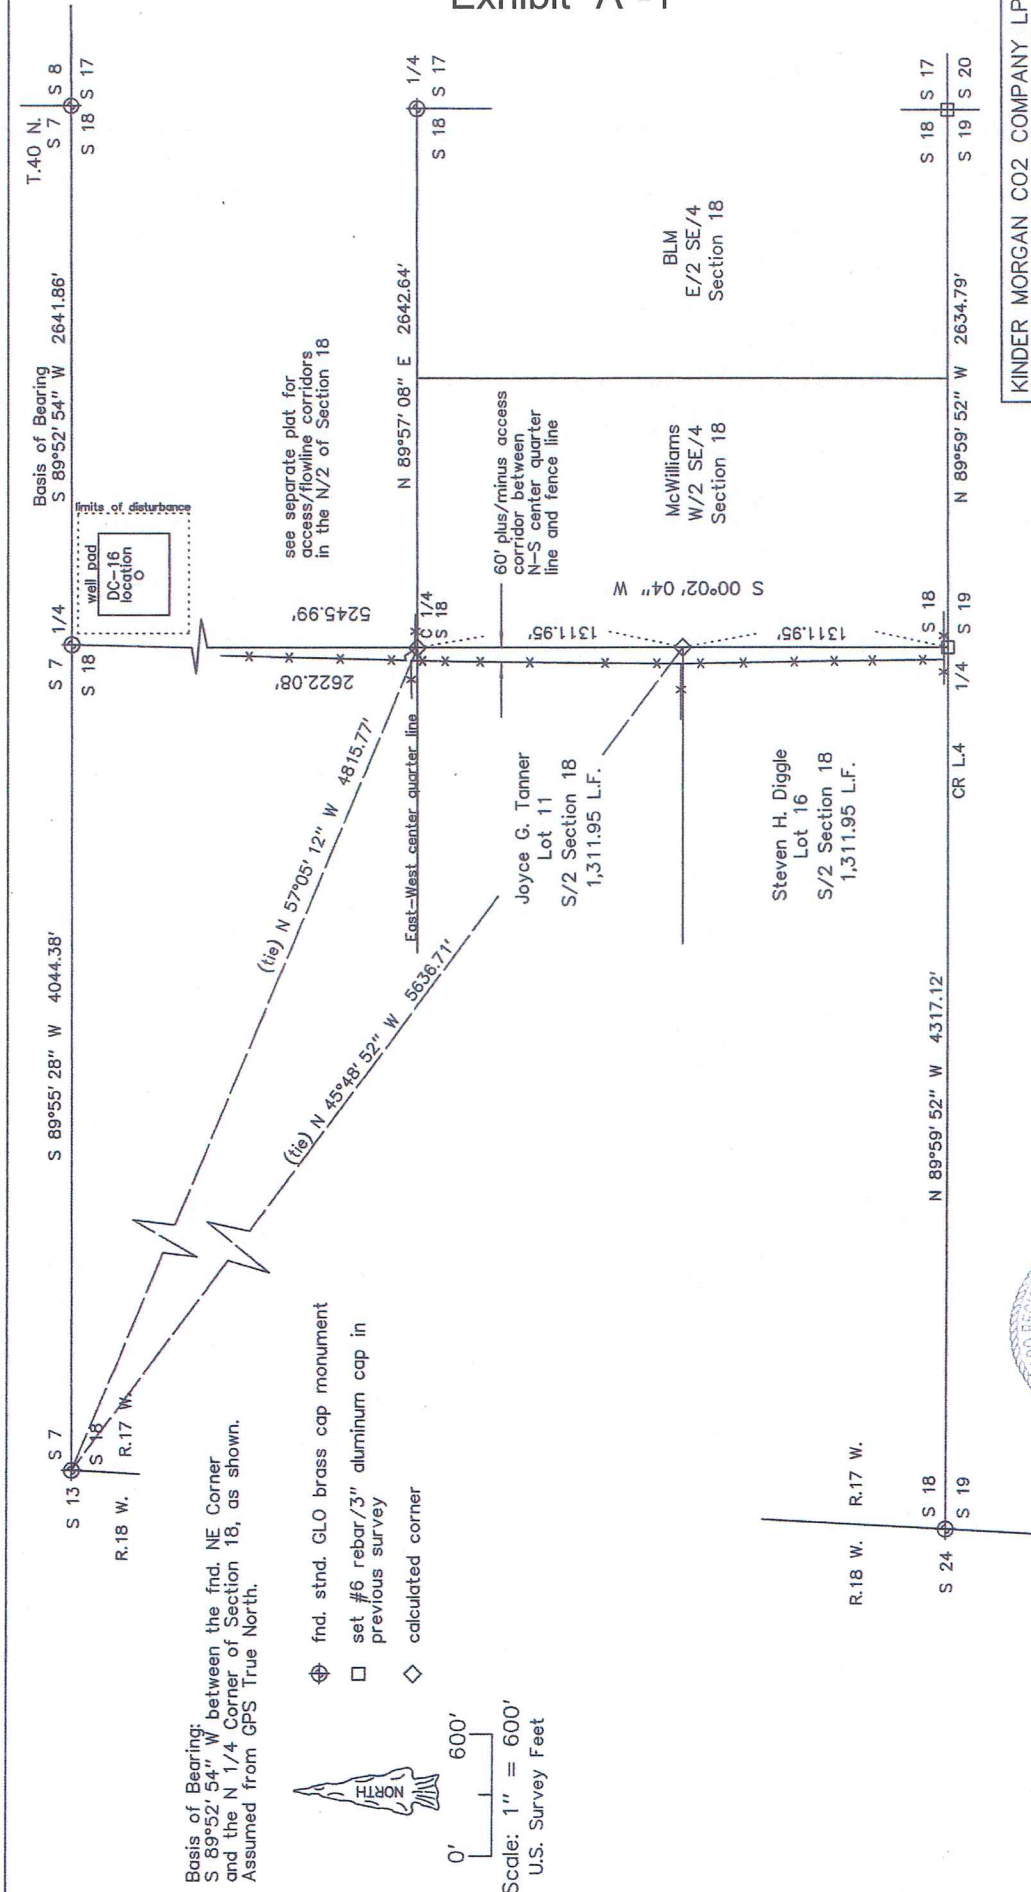 Exhibit "A"-1
T.40 N.
S 7 S 8
S 18 S 17
Basis of Bearing
S 89°52' 54" W 2641.86'
limits of disturbance
well pad
DC-16
location
S 7 1/4
S 18
S 89°55' 28" W 4044.38'
S 7
S 13
S 18
R.17 W.
R.18 W.
see separate plat for
access/flowline corridors
in the N/2 of Section 18
5245.99'
2622.08'
(tie) N 57°05' 12" W 4815.77'
(tie) N 45°48' 52" W 5636.71'
East-West center quarter line
C 1/4
S 18
N 89°57' 08" E 2642.64'
1/4
S 18 S 17
60' plus/minus access
corridor between
N-S center quarter
line and fence line
1311.95'
1311.95'
S 00°02' 04" W
McWilliams
W/2 SE/4
Section 18
BLM
E/2 SE/4
Section 18
Joyce G. Tanner
Lot 11
S/2 Section 18
1,311.95 L.F.
Steven H. Diggle
Lot 16
S/2 Section 18
1,311.95 L.F.
CR L.4
S 18
1/4 S 19
N 89°59' 52" W 2634.79'
S 18 S 17
S 19 S 20
N 89°59' 52" W 4317.12'
R.18 W. R.17 W.
S 18
S 24
S 19
Basis of Bearing:
S 89°52' 54" W between the fnd. NE Corner
and the N 1/4 Corner of Section 18, as shown.
Assumed from GPS True North.
fnd. stnd. GLO brass cap monument
set #6 rebar/3" aluminum cap in
previous survey
calculated corner
NORTH
0' 600'
Scale: 1" = 600'
U.S. Survey Feet
KINDER MORGAN CO2 COMPANY LP